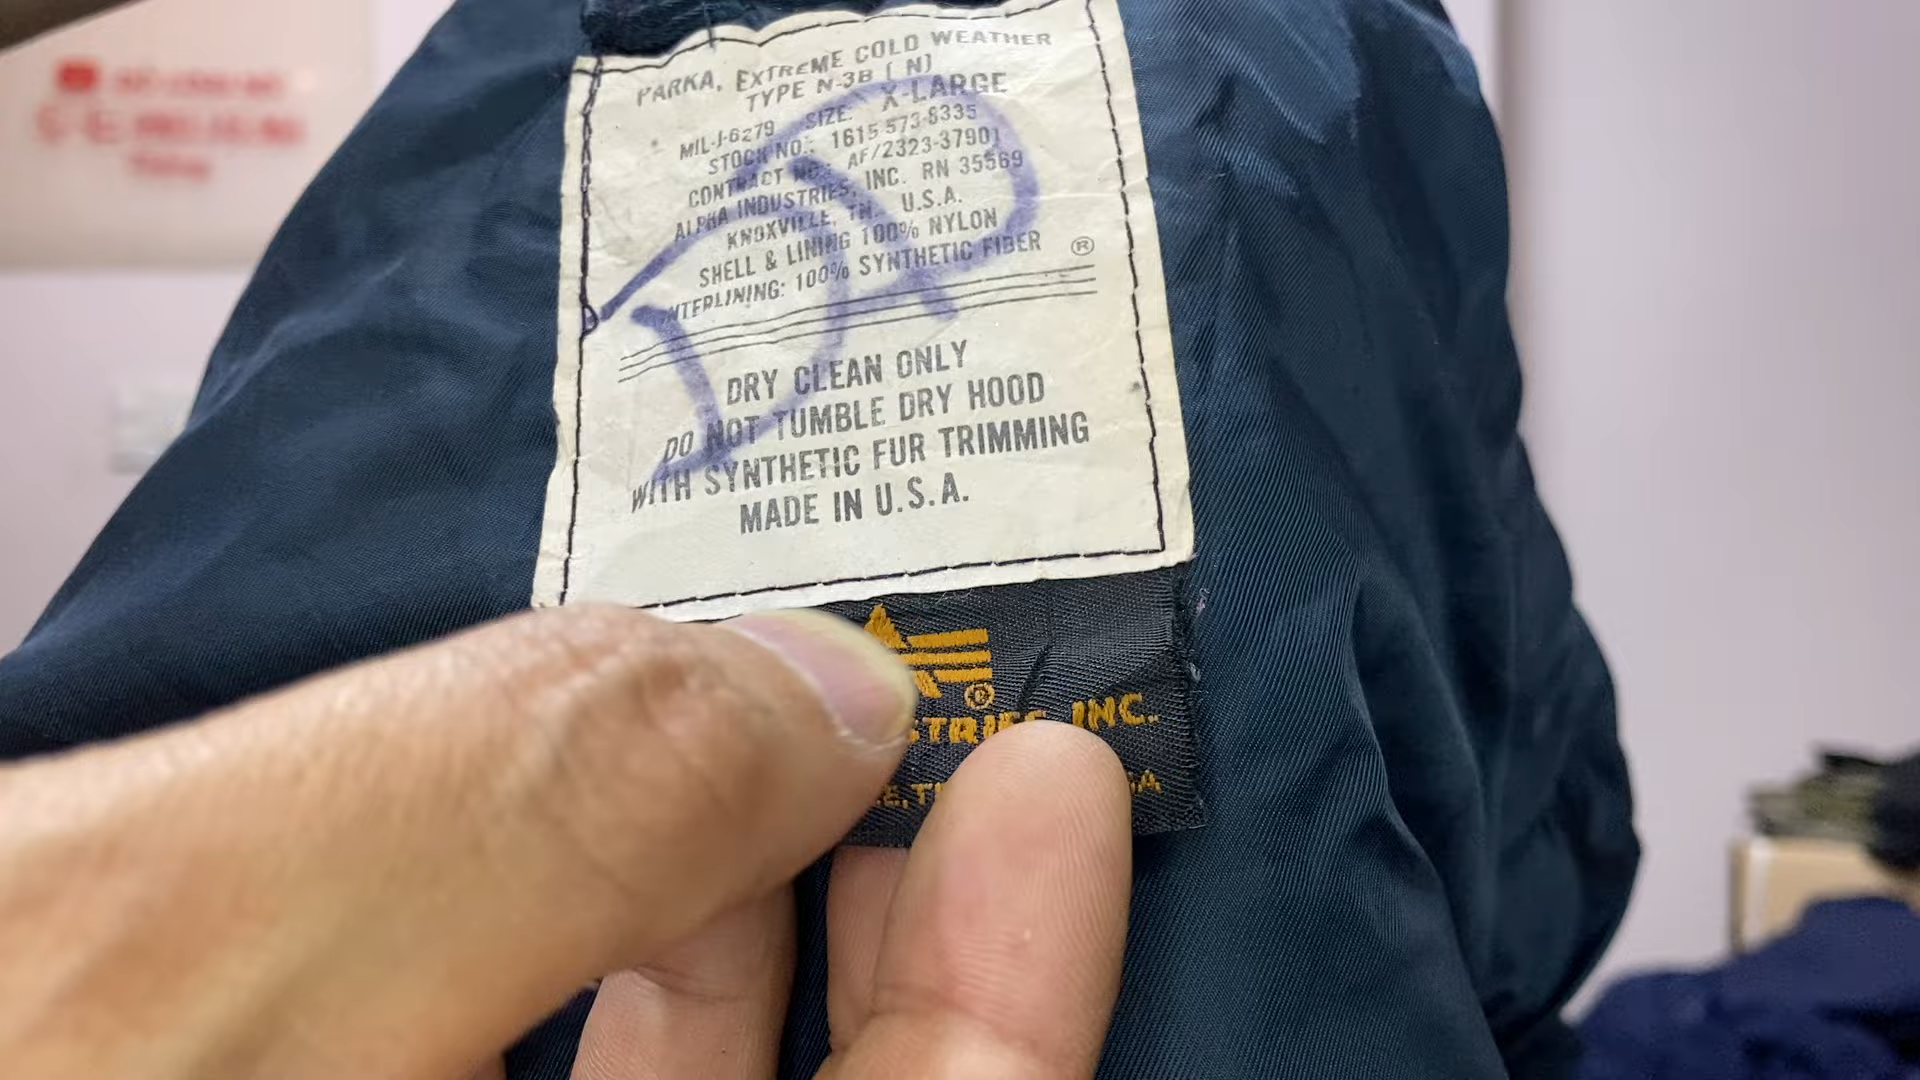 PARKA, EXTREME COLD WEATHER
TYPE N-3B ( N)
MIL-J-6279 SIZE: X-LARGE
STOCK NO.: 1615-573-8335
CONTRACT NO.: AF/2323-37901
ALPHA INDUSTRIES, INC. RN 35569
KNOXVILLE, TN. U.S.A.
SHELL & LINING 100% NYLON
INTERLINING: 100% SYNTHETIC FIBER ®
DRY CLEAN ONLY
DO NOT TUMBLE DRY HOOD
WITH SYNTHETIC FUR TRIMMING
MADE IN U.S.A.
®
STRIES, INC.